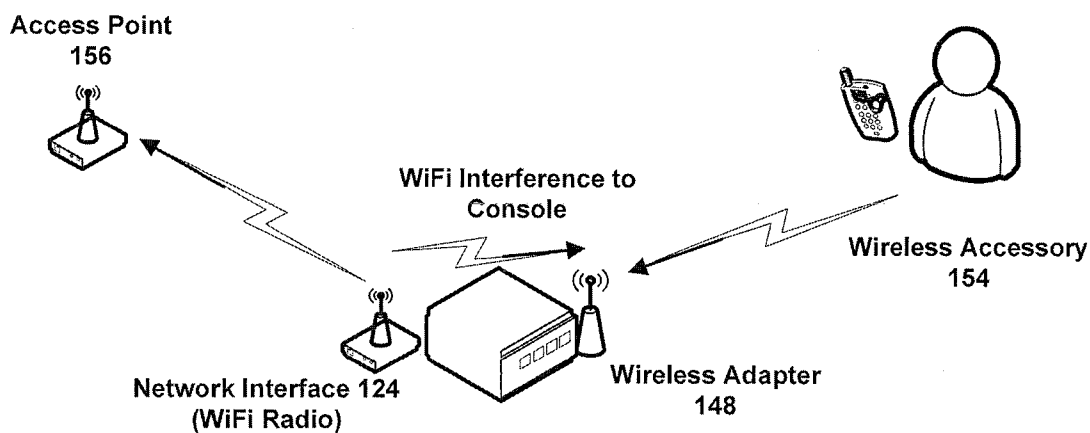 Access Point
156
WiFi Interference to
Console
Wireless Accessory
154
Network Interface 124
(WiFi Radio)
Wireless Adapter
148